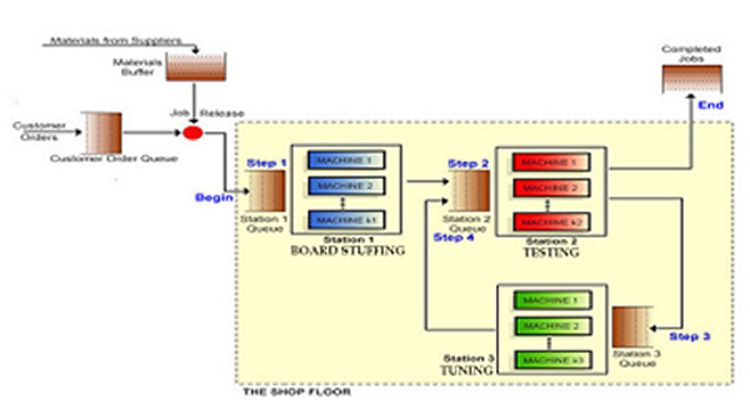 Materials from Suppliers
Materials
Buffer
Completed
Jobs
Job Release
End
Customer
Orders
Customer Order Queue
Step 1
MACHINE 1
MACHINE 2
MACHINE k1
Begin
Station 1
Queue
Station 1
BOARD STUFFING
Step 2
MACHINE 1
MACHINE 2
MACHINE k2
Station 2
Queue
Step 4
Station 2
TESTING
MACHINE 1
MACHINE 2
MACHINE k3
Step 3
Station 3
Queue
Station 3
TUNING
THE SHOP FLOOR